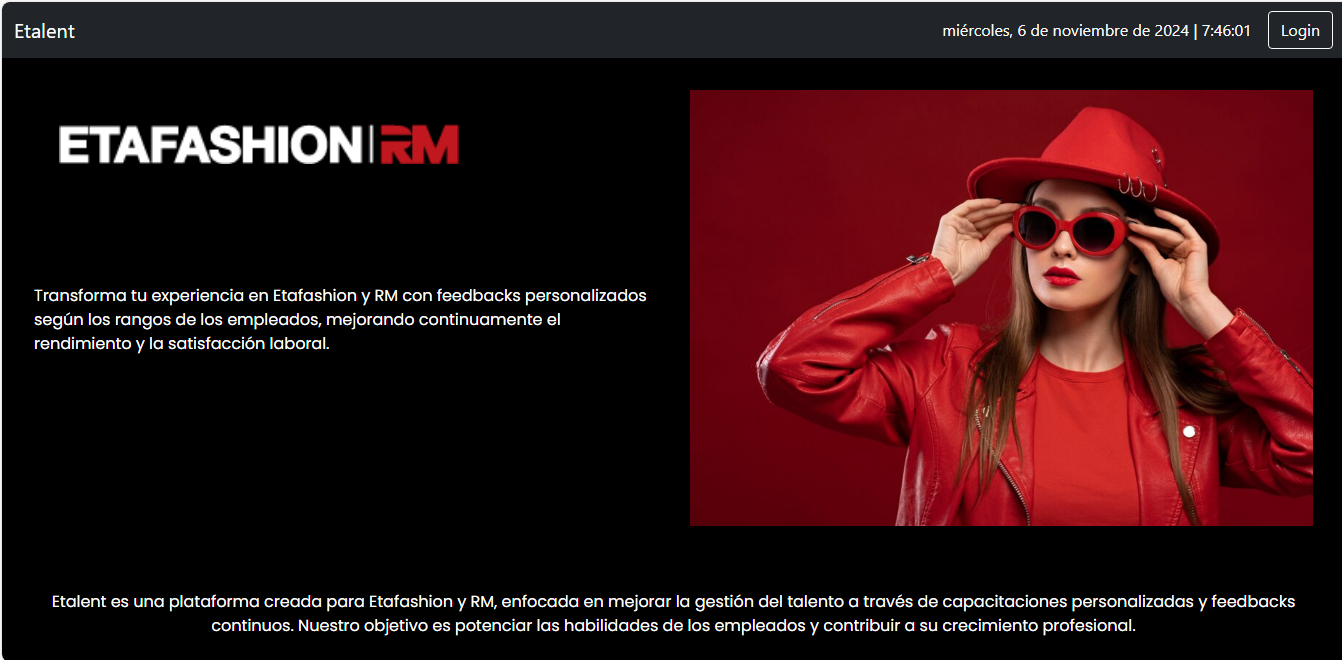 Etalent
miércoles, 6 de noviembre de 2024 | 7:46:01
Login
ETAFASHION|RM
Transforma tu experiencia en Etafashion y RM con feedbacks personalizados
según los rangos de los empleados, mejorando continuamente el
rendimiento y la satisfacción laboral.
Etalent es una plataforma creada para Etafashion y RM, enfocada en mejorar la gestión del talento a través de capacitaciones personalizadas y feedbacks
continuos. Nuestro objetivo es potenciar las habilidades de los empleados y contribuir a su crecimiento profesional.